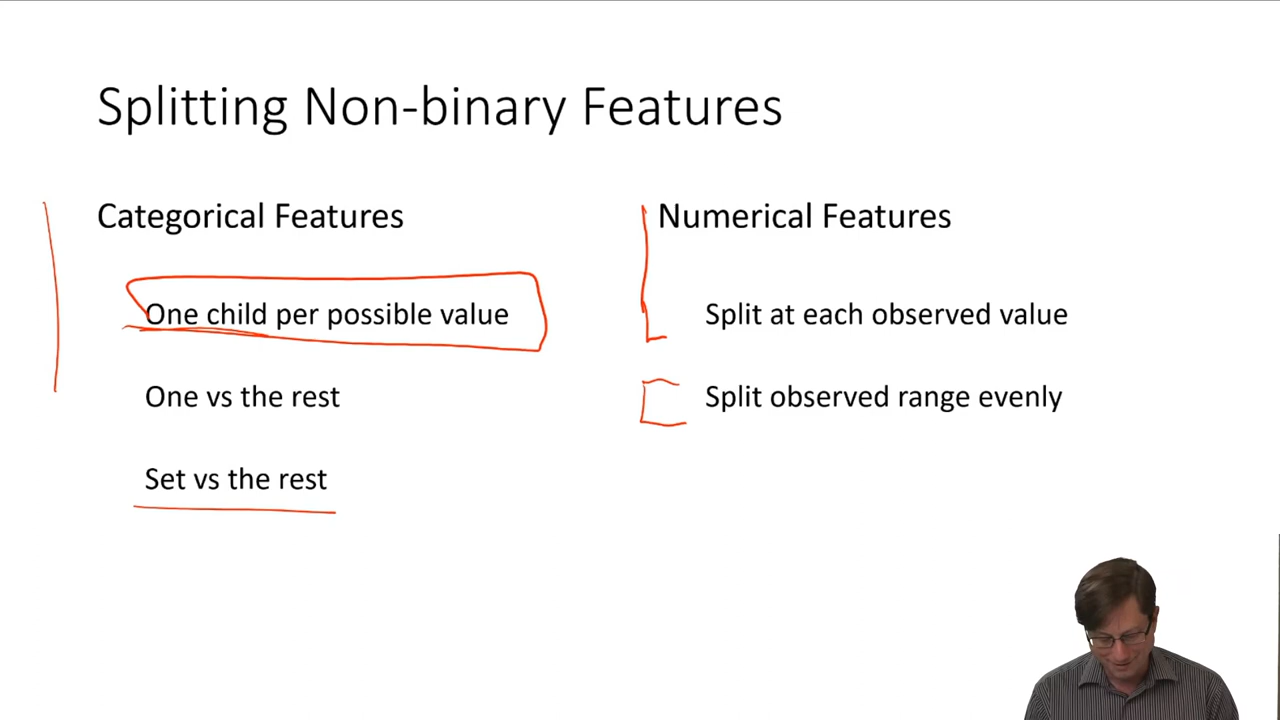 Splitting Non-binary Features
Categorical Features
One child per possible value
One vs the rest
Set vs the rest
Numerical Features
Split at each observed value
Split observed range evenly